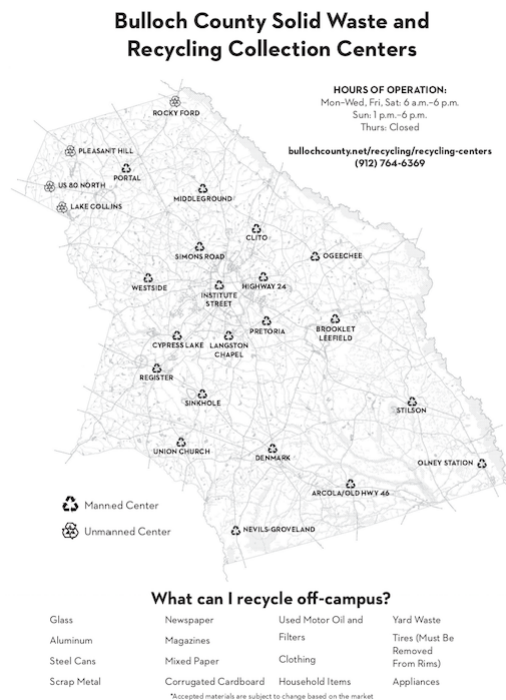 Bulloch County Solid Waste and
Recycling Collection Centers
HOURS OF OPERATION:
Mon-Wed, Fri, Sat: 6 a.m.-6 p.m.
Sun: 1 p.m.-6 p.m.
Thurs: Closed
bullochcounty.net/recycling/recycling-centers
(912) 764-6369
ROCKY FORD
PLEASANT HILL
PORTAL
US 80 NORTH
MIDDLEGROUND
LAKE COLLINS
CLITO
SIMONS ROAD
OGEECHEE
WESTSIDE
HIGHWAY 24
INSTITUTE
STREET
PRETORIA
BROOKLET
LEEFIELD
CYPRESS LAKE
LANGSTON
CHAPEL
REGISTER
SINKHOLE
STILSON
UNION CHURCH
DENMARK
OLNEY STATION
ARCOLA/OLD HWY 46
NEVILS-GROVELAND
Manned Center
Unmanned Center
What can I recycle off-campus?
Glass
Aluminum
Steel Cans
Scrap Metal
Newspaper
Magazines
Mixed Paper
Corrugated Cardboard
Used Motor Oil and
Filters
Clothing
Household Items
Yard Waste
Tires (Must Be
Removed
From Rims)
Appliances
*Accepted materials are subject to change based on the market